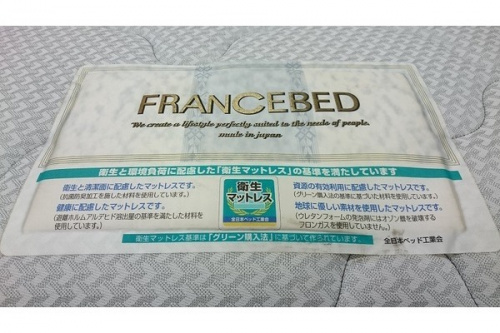 FRANCEBED
We create a lifestyle perfectly suited to the needs of people.
made in japan
衛生と環境負荷に配慮した「衛生マットレス」の基準を満たしています
衛生と清潔面に配慮したマットレスです。
(抗菌防臭加工を施した材料を使用しています。)
健康に配慮したマットレスです。
(遊離ホルムアルデヒド溶出量の基準を満たした材料を
使用しています。)
衛生
マットレス
全日本ベッド工業会
資源の有効利用に配慮したマットレスです。
(グリーン購入法の基準に基づいた材料を使用しています。)
地球に優しい素材を使用したマットレスです。
(ウレタンフォームの発泡剤にはオゾン層を破壊する
フロンガスを使用していません。)
衛生マットレス基準は「グリーン購入法」に基づいて作られています。
全日本ベッド工業会